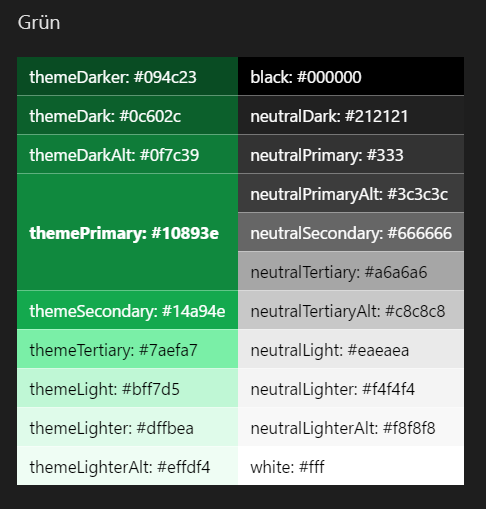 Grün
themeDarker: #094c23
black: #000000
themeDark: #0c602c
neutralDark: #212121
themeDarkAlt: #0f7c39
neutralPrimary: #333
neutralPrimaryAlt: #3c3c3c
themePrimary: #10893e
neutralSecondary: #666666
neutralTertiary: #a6a6a6
themeSecondary: #14a94e
neutralTertiaryAlt: #c8c8c8
themeTertiary: #7aefa7
neutralLight: #eaeaea
themeLight: #bff7d5
neutralLighter: #f4f4f4
themeLighter: #dffbea
neutralLighterAlt: #f8f8f8
themeLighterAlt: #effdf4
white: #fff